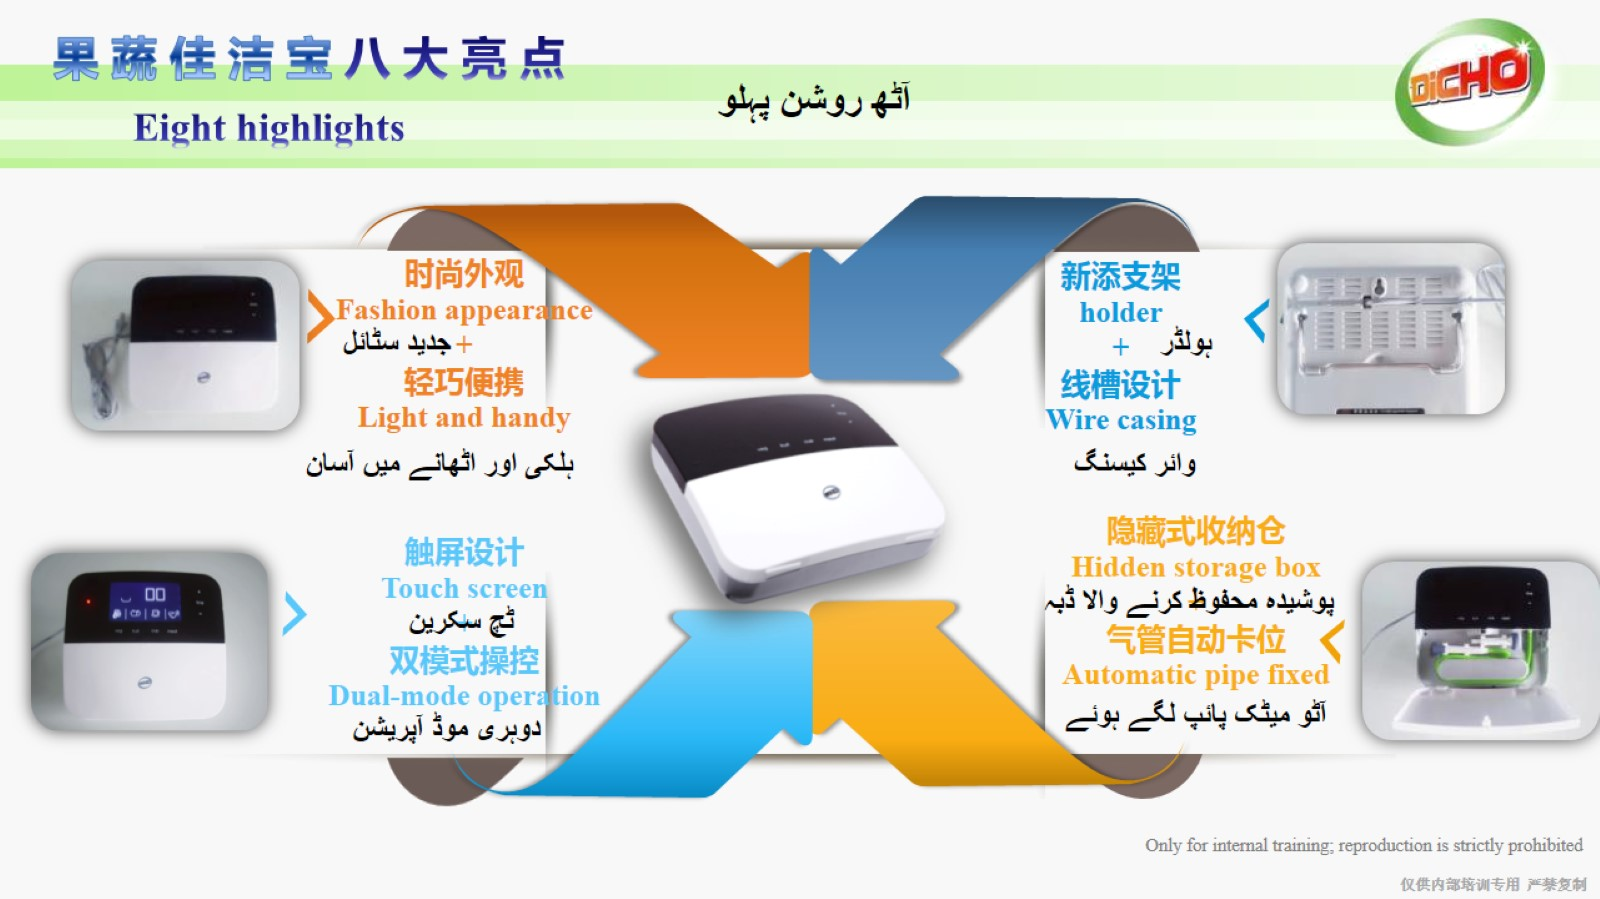 果蔬佳洁宝八大亮点
Eight highlights
آٹھ روشن پہلو
DiCHO
时尚外观
Fashion appearance
جدید سٹائل +
轻巧便携
Light and handy
ہلکی اور اٹھانے میں آسان
新添支架
holder
+ ہولڈر
线槽设计
Wire casing
وائر کیسنگ
触屏设计
Touch screen
ٹچ سکرین
+
双模式操控
Dual-mode operation
دوہری موڈ آپریشن
隐藏式收纳仓
Hidden storage box
پوشیدہ محفوظ کرنے والا ڈبہ
+
气管自动卡位
Automatic pipe fixed
آٹو میٹک پائپ لگے ہوئے
00
Only for internal training; reproduction is strictly prohibited
仅供内部培训专用 严禁复制